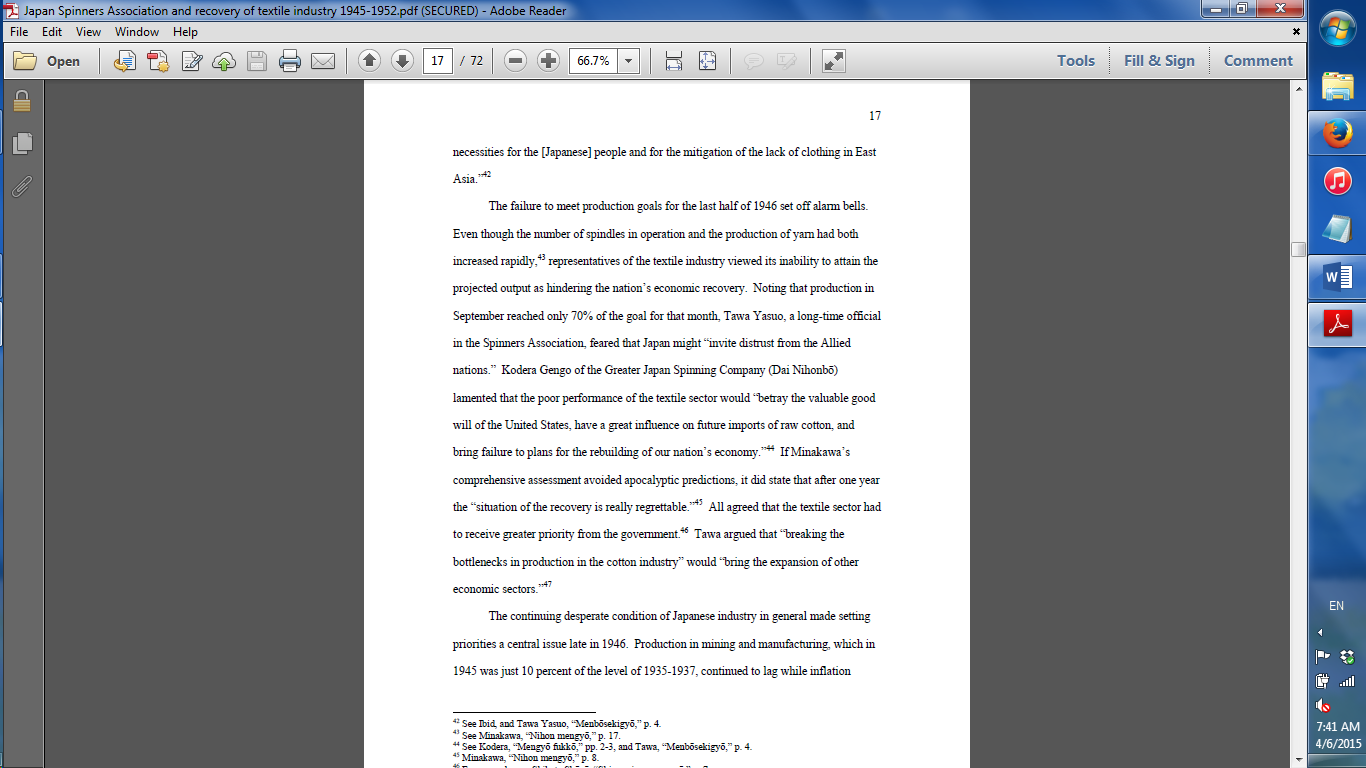 Japan Spinners Association and recovery of textile industry 1945-1952.pdf (SECURED) - Adobe Reader
File Edit View Window Help
Open 17 / 72 66.7% Tools Fill & Sign Comment
17
necessities for the [Japanese] people and for the mitigation of the lack of clothing in East
Asia.”42
The failure to meet production goals for the last half of 1946 set off alarm bells.
Even though the number of spindles in operation and the production of yarn had both
increased rapidly,43 representatives of the textile industry viewed its inability to attain the
projected output as hindering the nation’s economic recovery. Noting that production in
September reached only 70% of the goal for that month, Tawa Yasuo, a long-time official
in the Spinners Association, feared that Japan might “invite distrust from the Allied
nations.” Kodera Gengo of the Greater Japan Spinning Company (Dai Nihonbō)
lamented that the poor performance of the textile sector would “betray the valuable good
will of the United States, have a great influence on future imports of raw cotton, and
bring failure to plans for the rebuilding of our nation’s economy.”44 If Minakawa’s
comprehensive assessment avoided apocalyptic predictions, it did state that after one year
the “situation of the recovery is really regrettable.”45 All agreed that the textile sector had
to receive greater priority from the government.46 Tawa argued that “breaking the
bottlenecks in production in the cotton industry” would “bring the expansion of other
economic sectors.”47
The continuing desperate condition of Japanese industry in general made setting
priorities a central issue late in 1946. Production in mining and manufacturing, which in
1945 was just 10 percent of the level of 1935-1937, continued to lag while inflation
42 See Ibid, and Tawa Yasuo, “Menbōsekigyō,” p. 4.
43 See Minakawa, “Nihon mengyō,” p. 17.
44 See Kodera, “Mengyō fukkō,” pp. 2-3, and Tawa, “Menbōsekigyō,” p. 4.
45 Minakawa, “Nihon mengyō,” p. 8.
EN
7:41 AM
4/6/2015